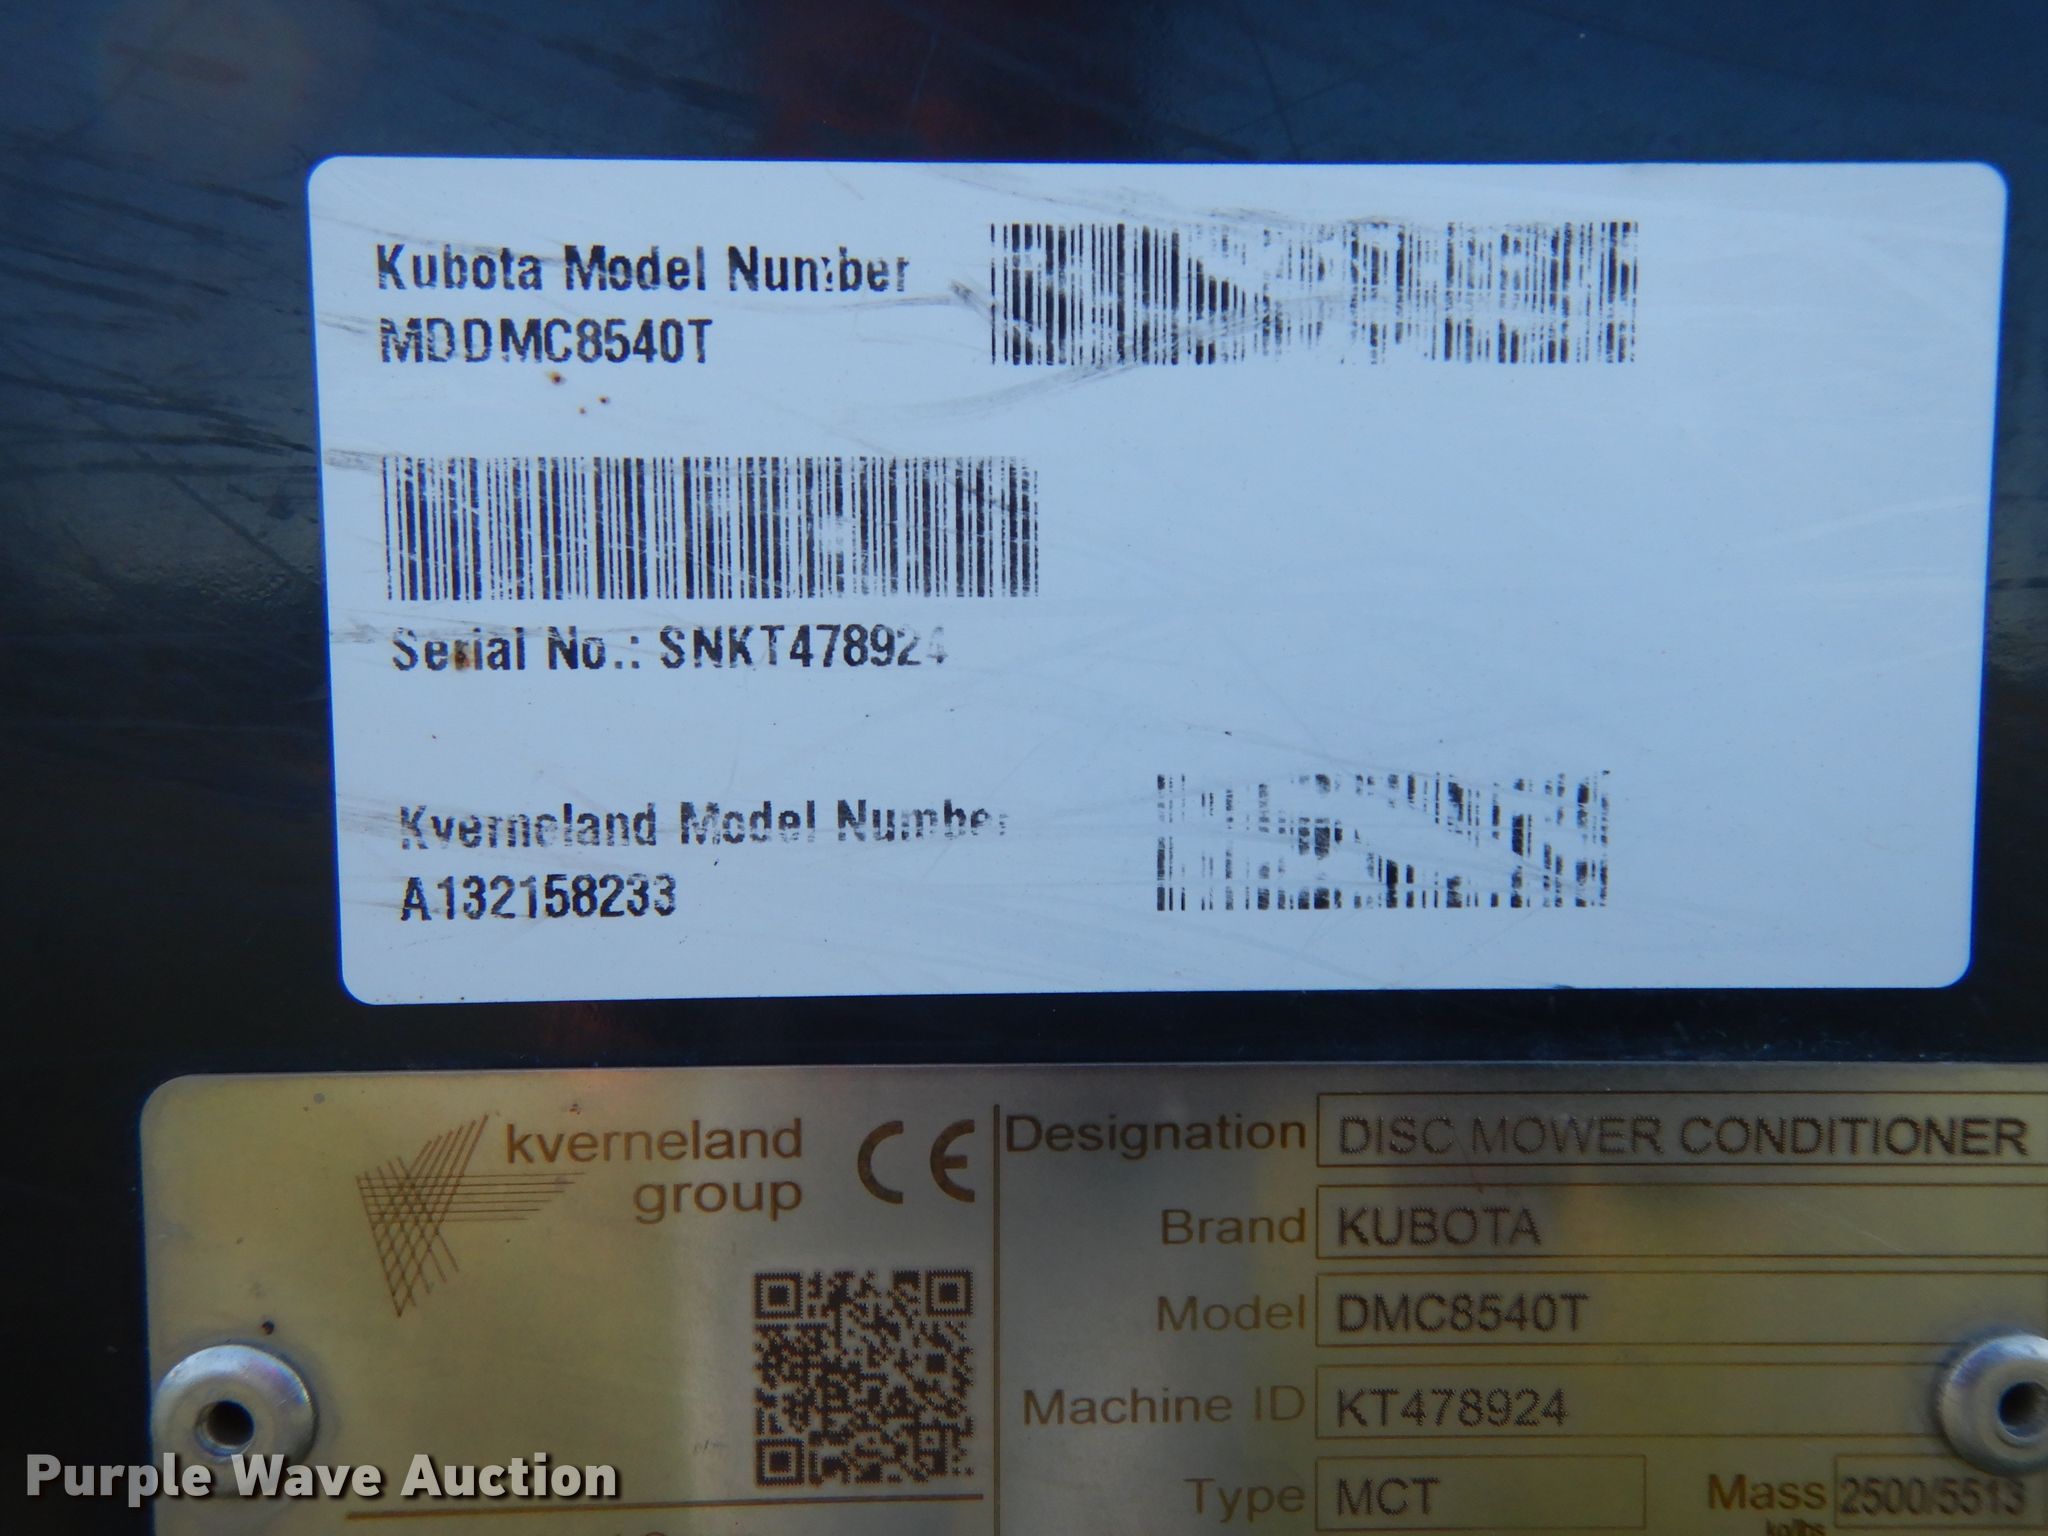 Kubota Model Number
MDDMC8540T
Serial No.: SNKT478924
Kverneland Model Number
A132158233
kverneland
group
CE
Designation DISC MOWER CONDITIONER
Brand KUBOTA
Model DMC8540T
Machine ID KT478924
Type MCT Mass 2500/5513
Purple Wave Auction